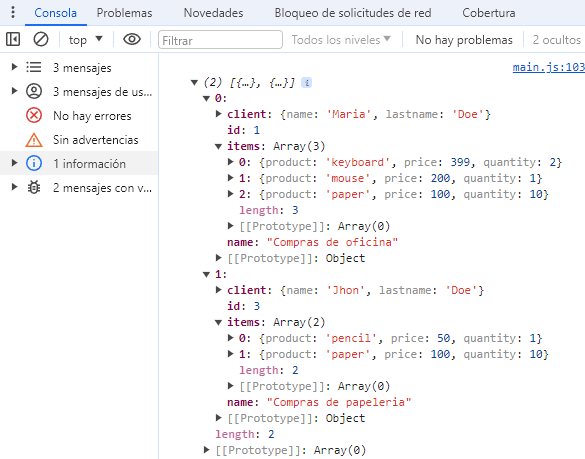 Consola Problemas Novedades Bloqueo de solicitudes de red Cobertura
top Filtrar Todos los niveles No hay problemas 2 ocultos
3 mensajes
3 mensajes de us...
No hay errores
Sin advertencias
1 información
2 mensajes con v...
main.js:103
(2) [{…}, {…}] i
0:
client: {name: 'Maria', lastname: 'Doe'}
id: 1
items: Array(3)
0: {product: 'keyboard', price: 399, quantity: 2}
1: {product: 'mouse', price: 200, quantity: 1}
2: {product: 'paper', price: 100, quantity: 10}
length: 3
[[Prototype]]: Array(0)
name: "Compras de oficina"
[[Prototype]]: Object
1:
client: {name: 'Jhon', lastname: 'Doe'}
id: 3
items: Array(2)
0: {product: 'pencil', price: 50, quantity: 1}
1: {product: 'paper', price: 100, quantity: 10}
length: 2
[[Prototype]]: Array(0)
name: "Compras de papeleria"
[[Prototype]]: Object
length: 2
[[Prototype]]: Array(0)